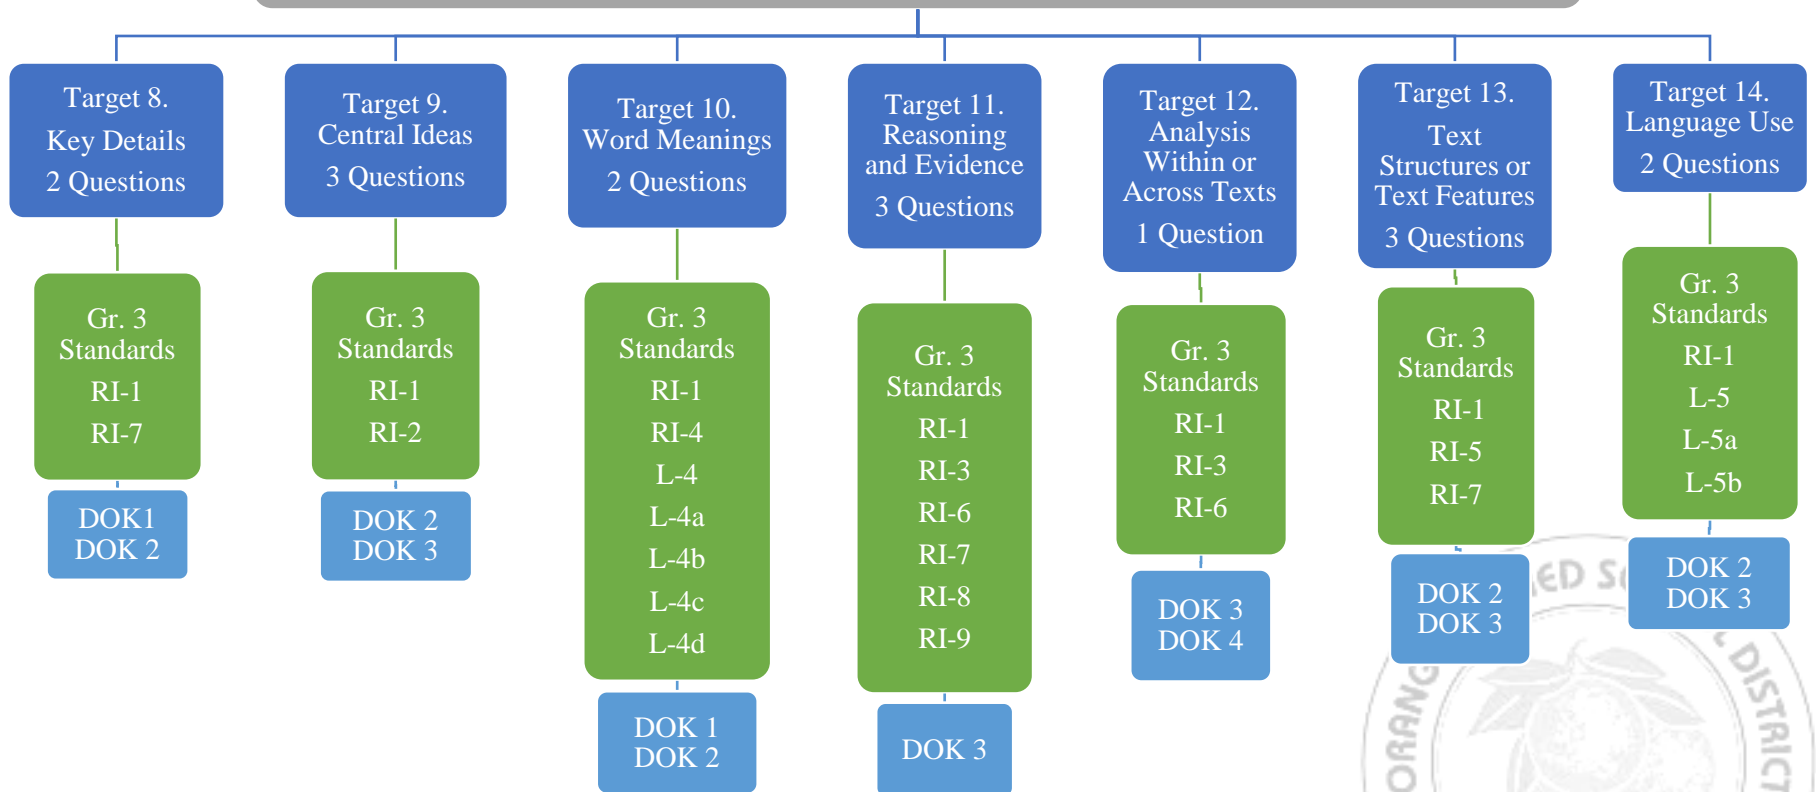 Target 8.
Key Details
2 Questions
Gr. 3
Standards
RI-1
RI-7
DOK1
DOK 2
Target 9.
Central Ideas
3 Questions
Gr. 3
Standards
RI-1
RI-2
DOK 2
DOK 3
Target 10.
Word Meanings
2 Questions
Gr. 3
Standards
RI-1
RI-4
L-4
L-4a
L-4b
L-4c
L-4d
DOK 1
DOK 2
Target 11.
Reasoning
and Evidence
3 Questions
Gr. 3
Standards
RI-1
RI-3
RI-6
RI-7
RI-8
RI-9
DOK 3
Target 12.
Analysis
Within or
Across Texts
1 Question
Gr. 3
Standards
RI-1
RI-3
RI-6
DOK 3
DOK 4
Target 13.
Text
Structures or
Text Features
3 Questions
Gr. 3
Standards
RI-1
RI-5
RI-7
DOK 2
DOK 3
Target 14.
Language Use
2 Questions
Gr. 3
Standards
RI-1
L-5
L-5a
L-5b
DOK 2
DOK 3